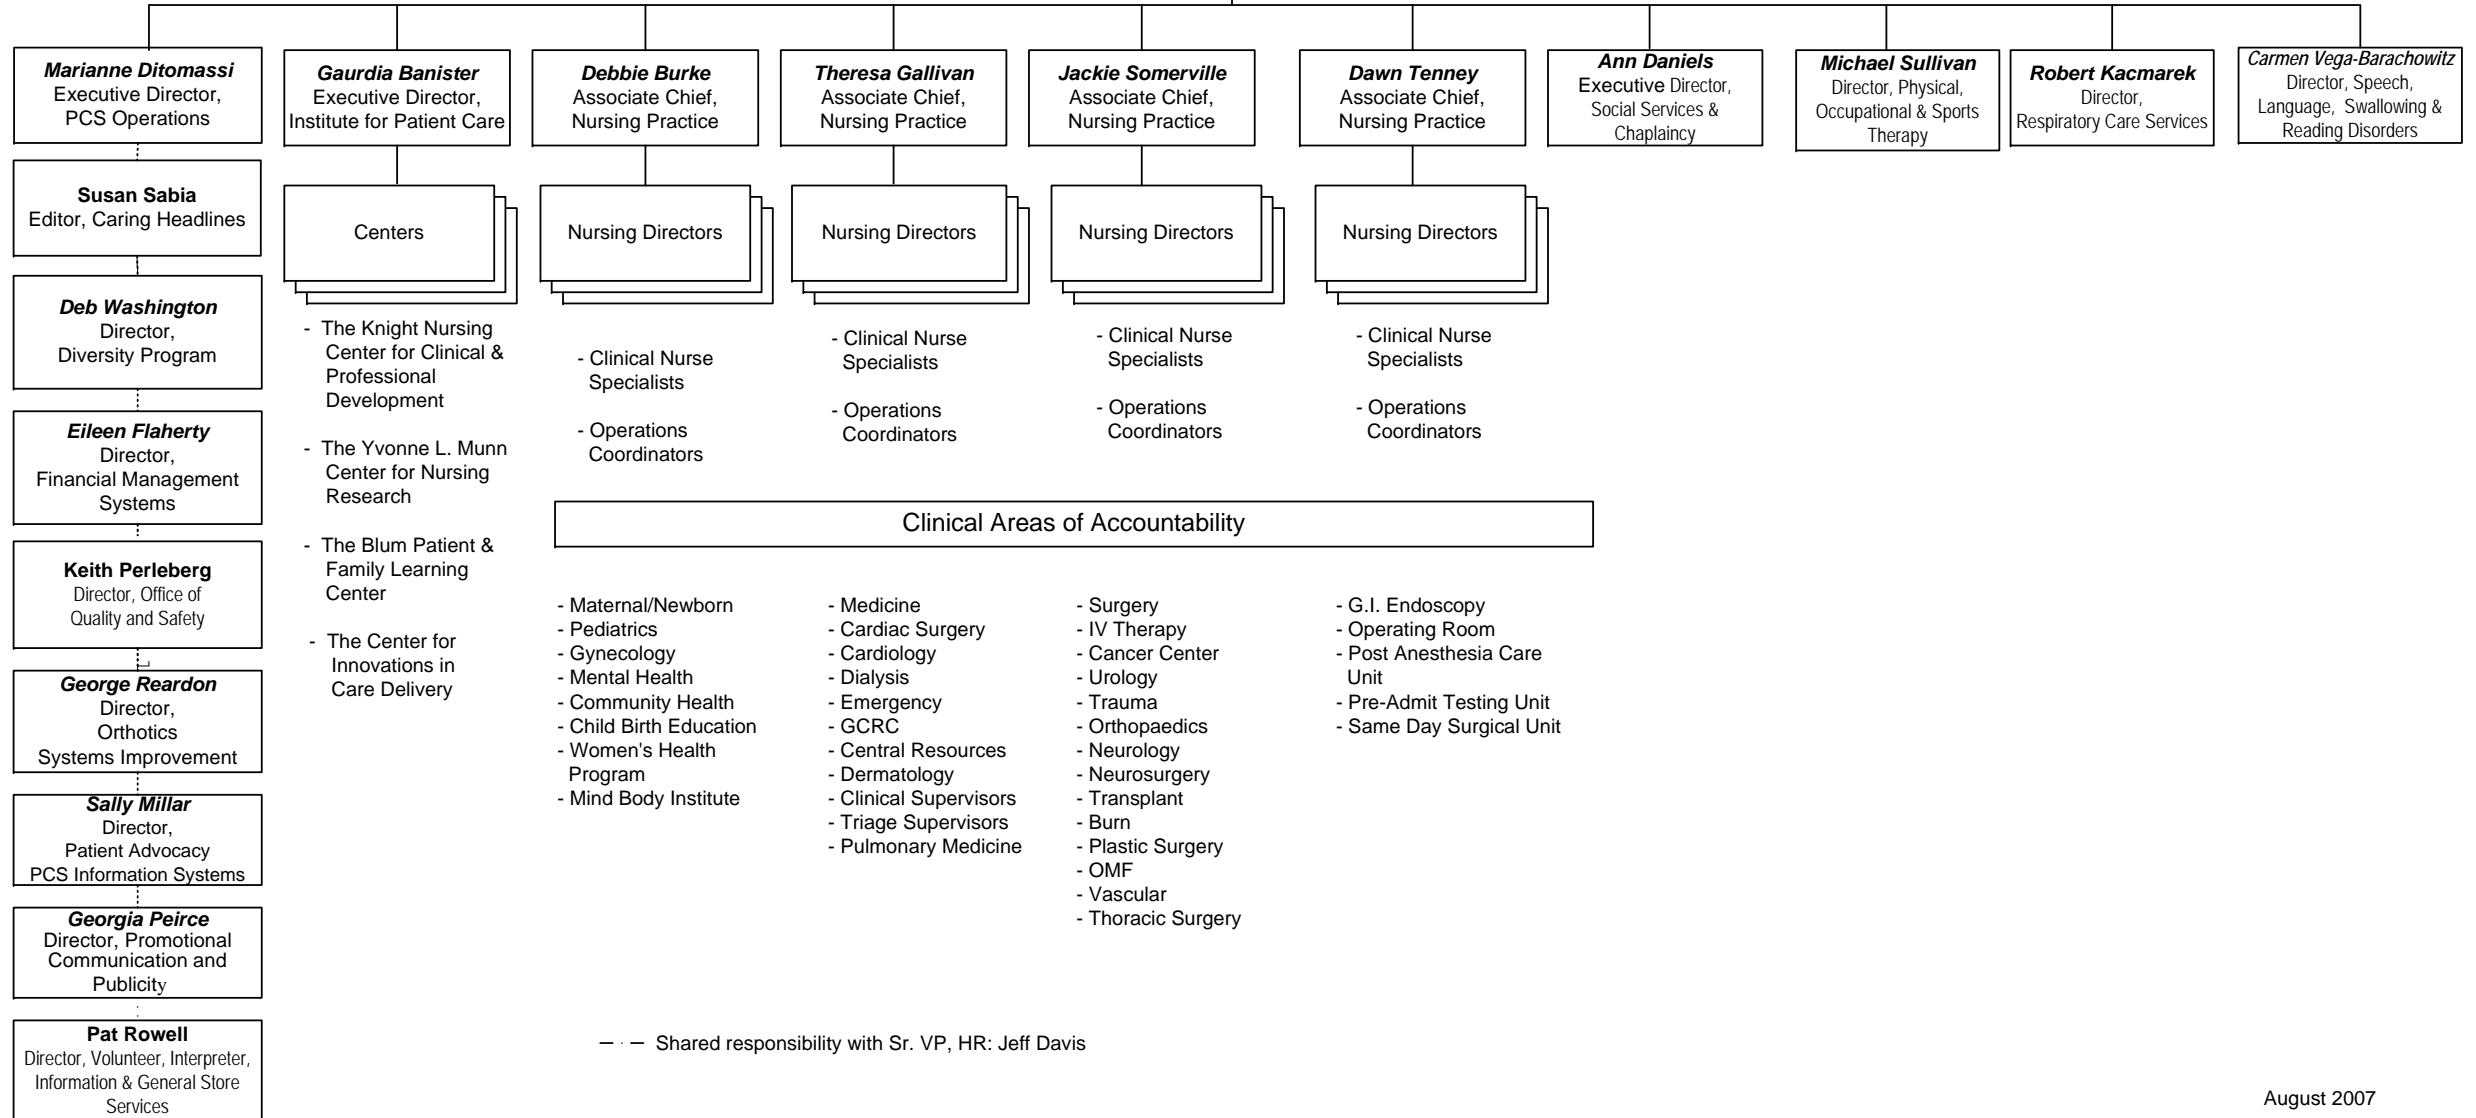 Marianne Ditomassi
Executive Director,
PCS Operations
Gaurdia Banister
Executive Director,
Institute for Patient Care
Debbie Burke
Associate Chief,
Nursing Practice
Theresa Gallivan
Associate Chief,
Nursing Practice
Jackie Somerville
Associate Chief,
Nursing Practice
Dawn Tenney
Associate Chief,
Nursing Practice
Ann Daniels
Executive Director,
Social Services &
Chaplaincy
Michael Sullivan
Director, Physical,
Occupational & Sports
Therapy
Robert Kacmarek
Director,
Respiratory Care Services
Carmen Vega-Barachowitz
Director, Speech,
Language, Swallowing &
Reading Disorders
Susan Sabia
Editor, Caring Headlines
Deb Washington
Director,
Diversity Program
Eileen Flaherty
Director,
Financial Management
Systems
Keith Perleberg
Director, Office of
Quality and Safety
George Reardon
Director,
Orthotics
Systems Improvement
Sally Millar
Director,
Patient Advocacy
PCS Information Systems
Georgia Peirce
Director, Promotional
Communication and
Publicity
Pat Rowell
Director, Volunteer, Interpreter,
Information & General Store
Services
Centers
- The Knight Nursing
Center for Clinical &
Professional
Development
- The Yvonne L. Munn
Center for Nursing
Research
- The Blum Patient &
Family Learning
Center
- The Center for
Innovations in
Care Delivery
Nursing Directors
- Clinical Nurse
Specialists
- Operations
Coordinators
Nursing Directors
- Clinical Nurse
Specialists
- Operations
Coordinators
Nursing Directors
- Clinical Nurse
Specialists
- Operations
Coordinators
Nursing Directors
- Clinical Nurse
Specialists
- Operations
Coordinators
Clinical Areas of Accountability
- Maternal/Newborn
- Pediatrics
- Gynecology
- Mental Health
- Community Health
- Child Birth Education
- Women's Health
Program
- Mind Body Institute
- Medicine
- Cardiac Surgery
- Cardiology
- Dialysis
- Emergency
- GCRC
- Central Resources
- Dermatology
- Clinical Supervisors
- Triage Supervisors
- Pulmonary Medicine
- Surgery
- IV Therapy
- Cancer Center
- Urology
- Trauma
- Orthopaedics
- Neurology
- Neurosurgery
- Transplant
- Burn
- Plastic Surgery
- OMF
- Vascular
- Thoracic Surgery
- G.I. Endoscopy
- Operating Room
- Post Anesthesia Care
Unit
- Pre-Admit Testing Unit
- Same Day Surgical Unit
Shared responsibility with Sr. VP, HR: Jeff Davis
August 2007